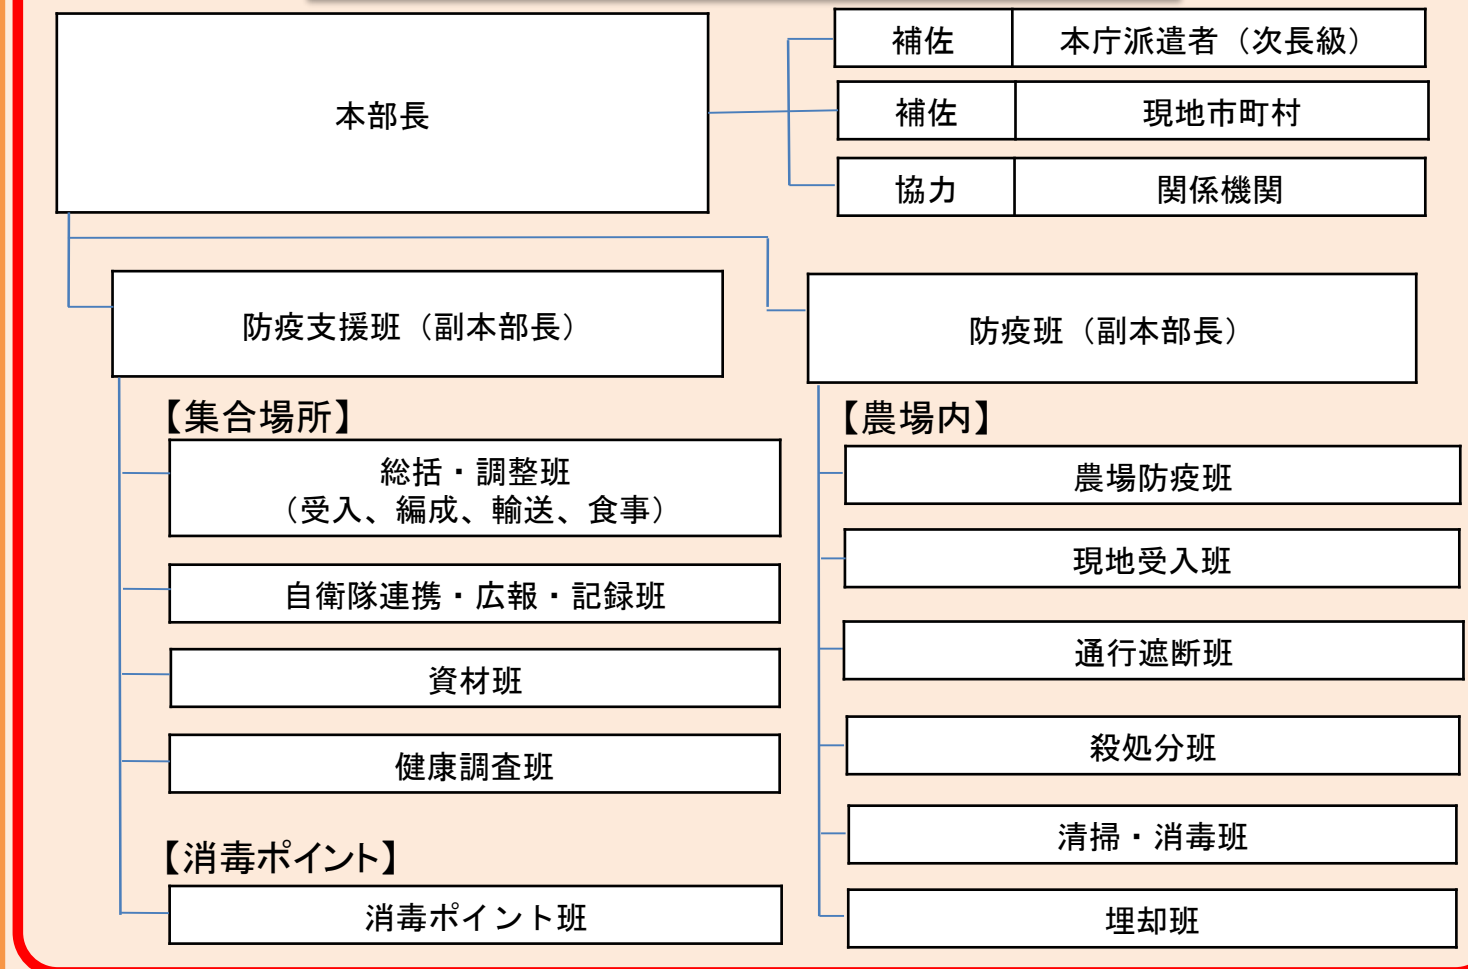 本部長
補佐 本庁派遣者（次長級）
補佐 現地市町村
協力 関係機関
防疫支援班（副本部長）
【集合場所】
総括・調整班
（受入、編成、輸送、食事）
自衛隊連携・広報・記録班
資材班
健康調査班
【消毒ポイント】
消毒ポイント班
防疫班（副本部長）
【農場内】
農場防疫班
現地受入班
通行遮断班
殺処分班
清掃・消毒班
埋却班